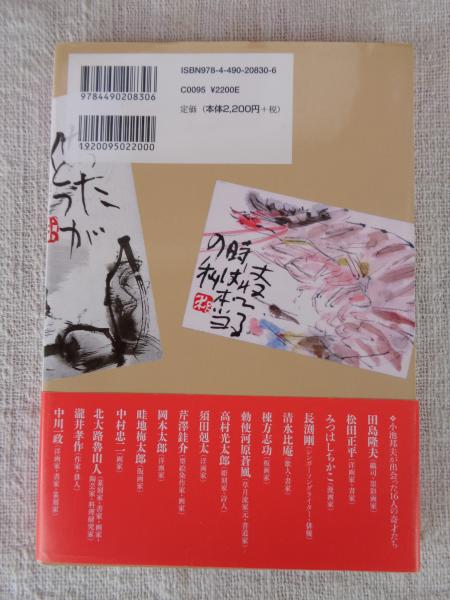 ISBN978-4-490-20830-6
C0095 ¥2200E
定価（本体2,200円+税）
9784490208306
1920095022000
時は本当
の私
❖小池邦夫が出会った16人の奇才たち
田島隆夫（織司・墨彩画家）
松田正平（洋画家・書家）
みつはしちかこ（漫画家）
長渕剛（シンガーソングライター・俳優）
清水比庵（歌人・書家）
棟方志功（板画家）
勅使河原蒼風（草月流家元・書道家）
高村光太郎（彫刻家・詩人）
須田剋太（洋画家）
芹澤銈介（型絵染作家・画家）
岡本太郎（洋画家）
畦地梅太郎（版画家）
中村忠二（画家）
北大路魯山人（篆刻家・書家・画家・陶芸家・料理研究家）
瀧井孝作（作家・俳人）
中川一政（洋画家・書家・篆刻家）